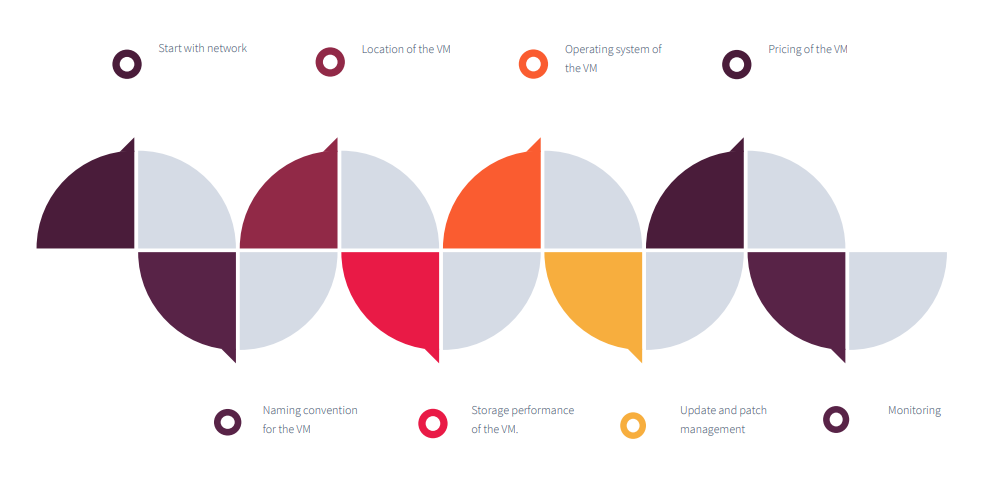 Start with network
Location of the VM
Operating system of
the VM
Pricing of the VM
Naming convention
for the VM
Storage performance
of the VM.
Update and patch
management
Monitoring